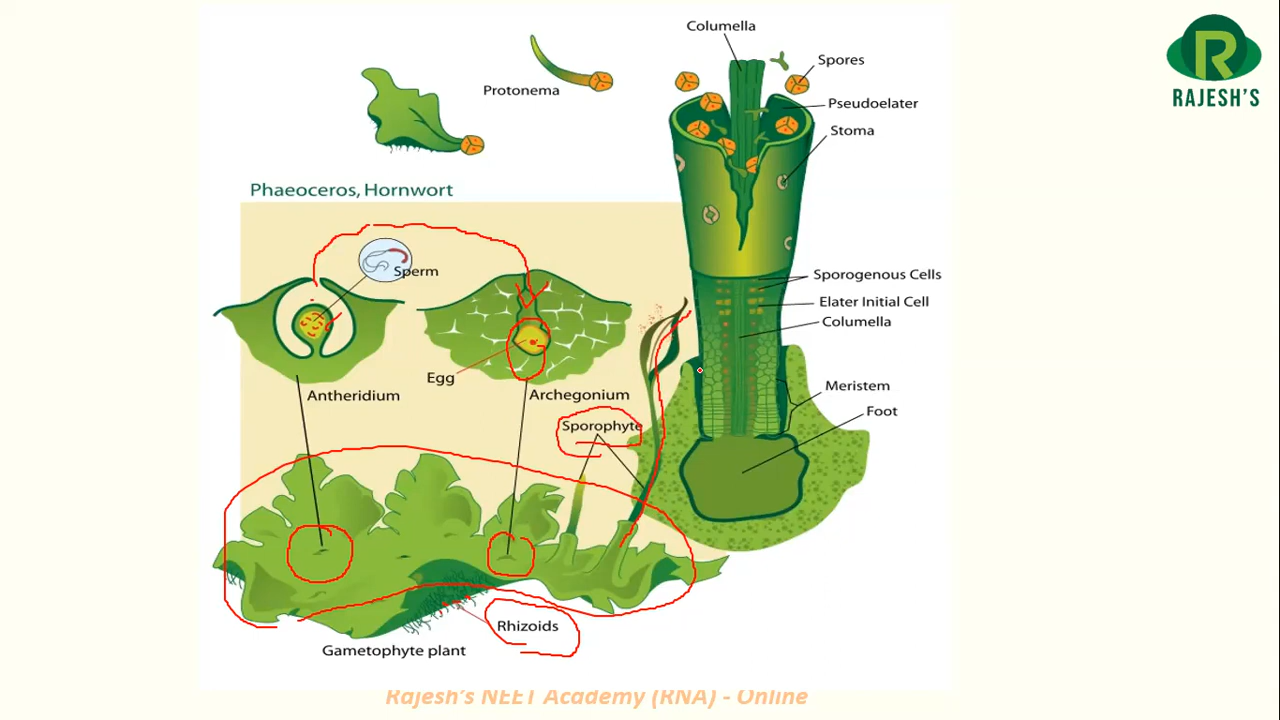 Columella
Spores
Protonema
Pseudoelater
Stoma
R
RAJESH'S
Phaeoceros, Hornwort
Sperm
Sporogenous Cells
Elater Initial Cell
Columella
Egg
Antheridium
Archegonium
Meristem
Foot
Sporophyte
Rhizoids
Gametophyte plant
Rajesh's NEET Academy (RNA) - Online